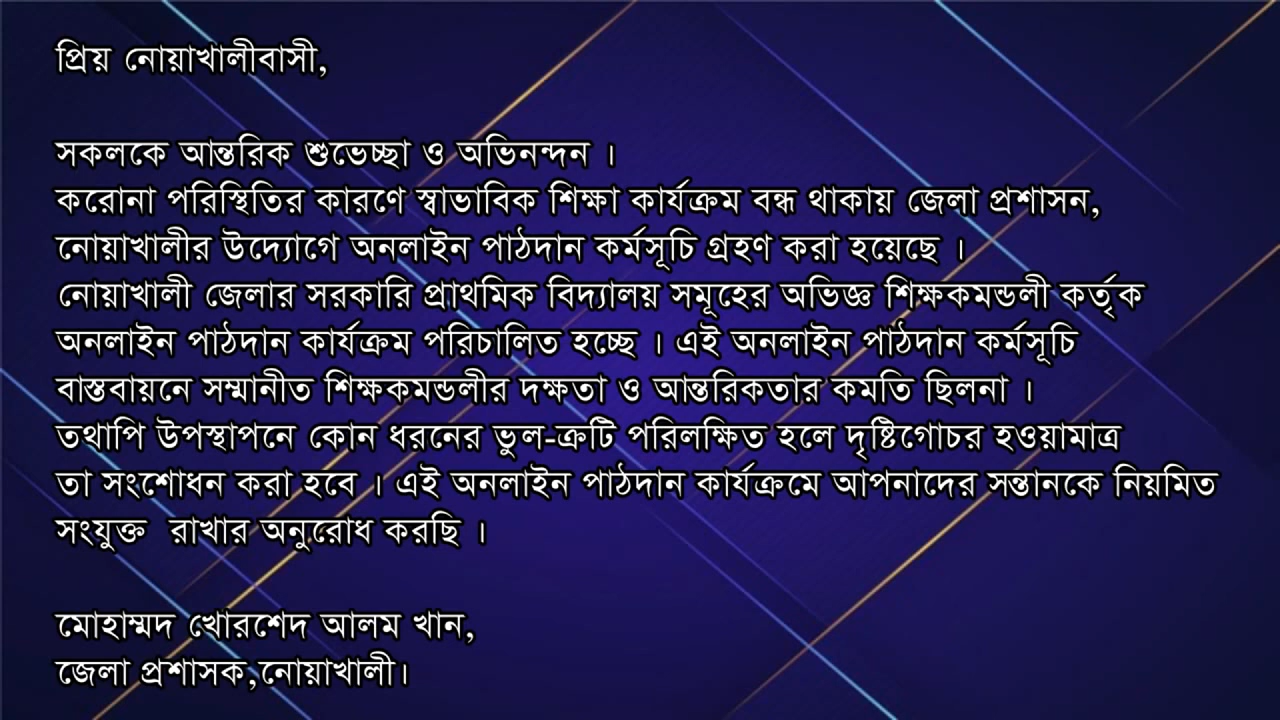 প্রিয় নোয়াখালীবাসী,
সকলকে আন্তরিক শুভেচ্ছা ও অভিনন্দন ।
করোনা পরিস্থিতির কারণে স্বাভাবিক শিক্ষা কার্যক্রম বন্ধ থাকায় জেলা প্রশাসন,
নোয়াখালীর উদ্যোগে অনলাইন পাঠদান কর্মসূচি গ্রহণ করা হয়েছে ।
নোয়াখালী জেলার সরকারি প্রাথমিক বিদ্যালয় সমূহের অভিজ্ঞ শিক্ষকমন্ডলী কর্তৃক
অনলাইন পাঠদান কার্যক্রম পরিচালিত হচ্ছে । এই অনলাইন পাঠদান কর্মসূচি
বাস্তবায়নে সম্মানীত শিক্ষকমন্ডলীর দক্ষতা ও আন্তরিকতার কমতি ছিলনা ।
তথাপি উপস্থাপনে কোন ধরনের ভুল-ক্রটি পরিলক্ষিত হলে দৃষ্টিগোচর হওয়ামাত্র
তা সংশোধন করা হবে । এই অনলাইন পাঠদান কার্যক্রমে আপনাদের সন্তানকে নিয়মিত
সংযুক্ত রাখার অনুরোধ করছি ।
মোহাম্মদ খোরশেদ আলম খান,
জেলা প্রশাসক,নোয়াখালী।